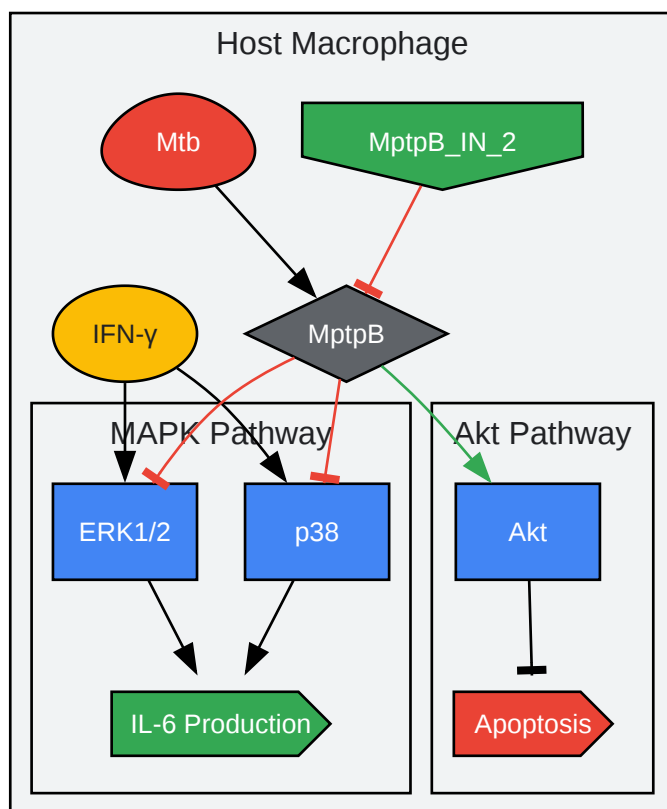 Host Macrophage
Mtb
MptpB_IN_2
IFN-γ
MptpB
MAPK Pathway
Akt Pathway
ERK1/2
p38
Akt
IL-6 Production
Apoptosis